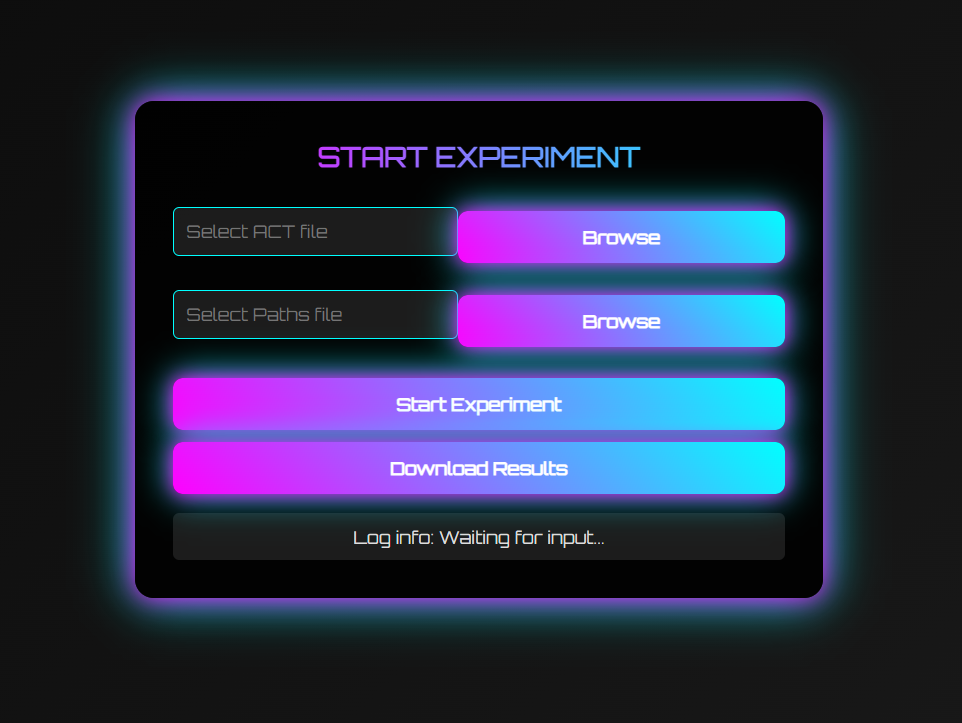 START EXPERIMENT
Select ACT file
Browse
Select Paths file
Browse
Start Experiment
Download Results
Log info: Waiting for input...